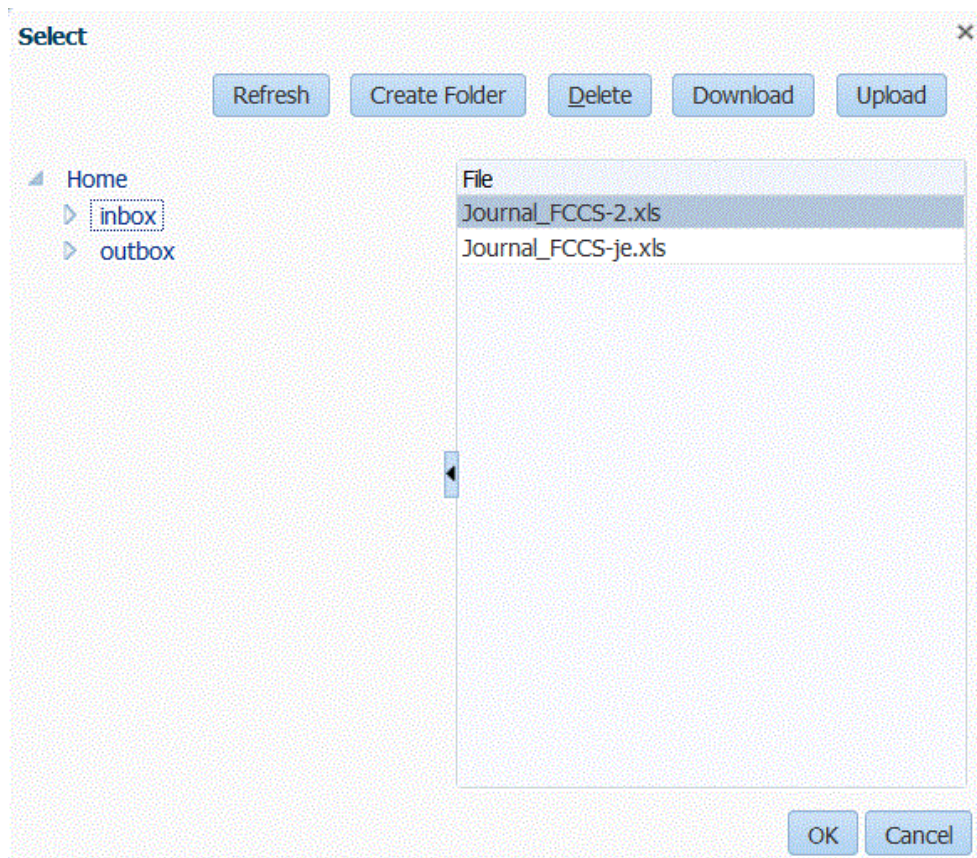 Select
Refresh Create Folder Delete Download Upload
Home
inbox
outbox
File
Journal_FCCS-2.xls
Journal_FCCS-je.xls
OK Cancel